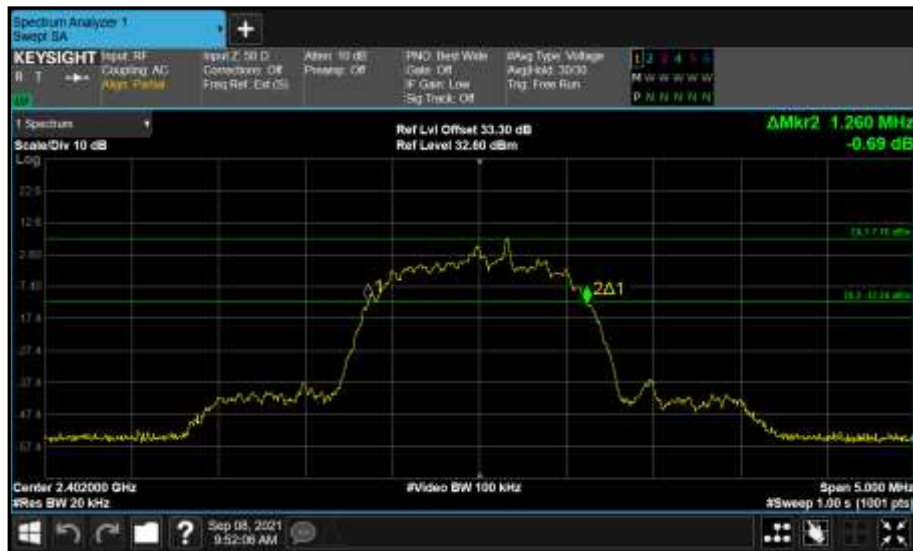 Spectrum Analyzer 1
Swept SA
+
KEYSIGHT
R T
Input: RF
Coupling: AC
Align: Partial
Input Z: 50 Ω
Corrections: Off
Freq Ref: Ext (S)
Atten: 10 dB
Preamp: Off
PNO: Best Wide
Gate: Off
IF Gain: Low
Sig Track: Off
#Avg Type: Voltage
Avg|Hold: 30/30
Trig: Free Run
1 2 3 4 5 6
M W W W W W
P N N N N N
1 Spectrum
Scale/Div 10 dB
Log
Ref Lvl Offset 33.30 dB
Ref Level 32.60 dBm
ΔMkr2 1.260 MHz
-0.69 dB
22.6
12.6
2.60
-7.40
-17.4
-27.4
-37.4
-47.4
-57.4
1
2Δ1
Center 2.402000 GHz
#Res BW 20 kHz
#Video BW 100 kHz
Span 5.000 MHz
#Sweep 1.00 s (1001 pts)
?
Sep 08, 2021
9:52:06 AM